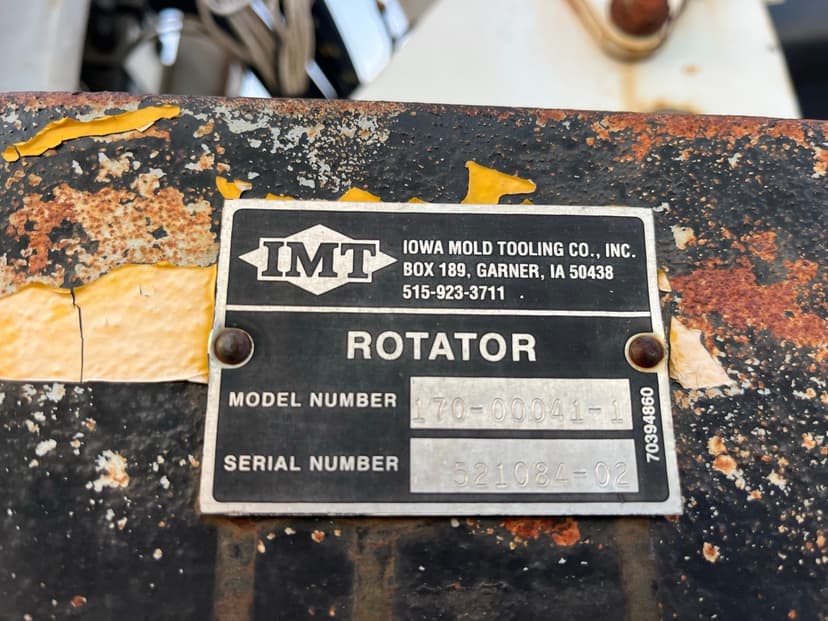 IMT
IOWA MOLD TOOLING CO., INC.
BOX 189, GARNER, IA 50438
515-923-3711
ROTATOR
MODEL NUMBER 170-00041-1
SERIAL NUMBER 521084-02
70394860